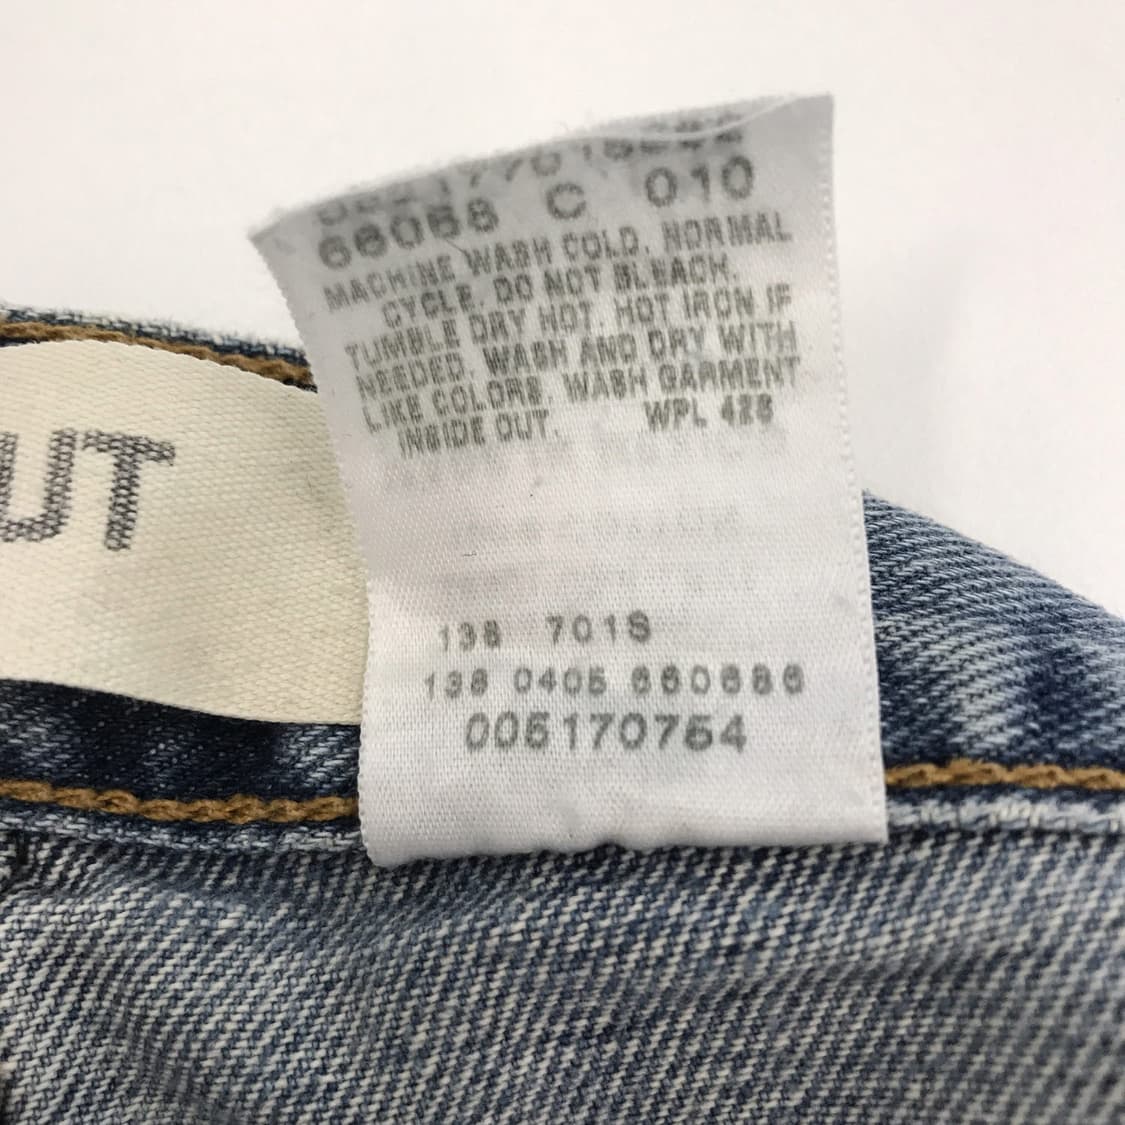 66068 C 010
MACHINE WASH COLD, NORMAL
CYCLE. DO NOT BLEACH.
TUMBLE DRY HOT. HOT IRON IF
NEEDED. WASH AND DRY WITH
LIKE COLORS. WASH GARMENT
INSIDE OUT. WPL 423
UT
138 701S
138 0405 660686
005170754